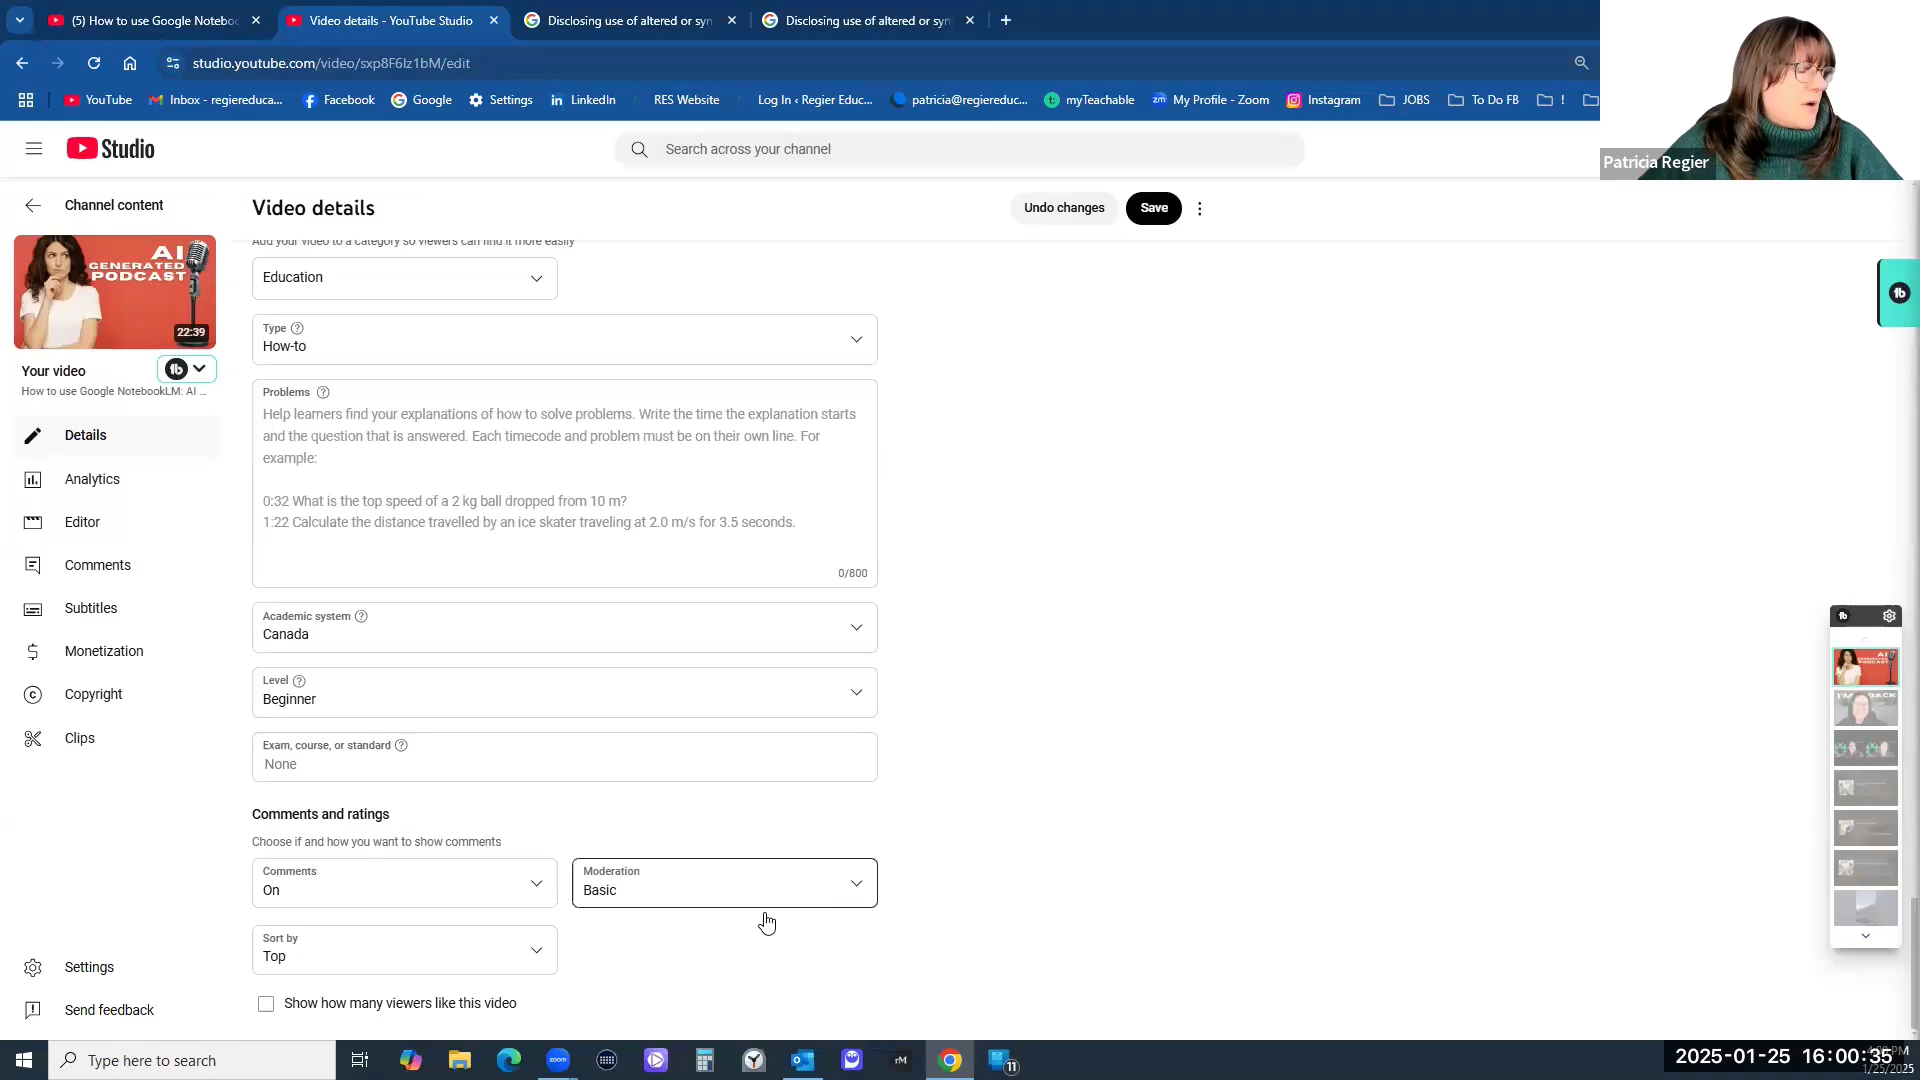 (5) How to use Google Notebo
Video details - YouTube Studio
Disclosing use of altered or syn
Disclosing use of altered or syn
studio.youtube.com/video/sxp8F6lz1bM/edit
YouTube
Inbox - regiereduca...
Facebook
Google
Settings
LinkedIn
RES Website
Log In ‹ Regier Educ...
patricia@regiereduc...
myTeachable
My Profile - Zoom
Instagram
JOBS
To Do FB
!
Patricia Regier
Studio
Search across your channel
Channel content
Video details
Undo changes
Save
AI
GENERATED
PODCAST
22:39
Your video
How to use Google NotebookLM: AI ...
Details
Analytics
Editor
Comments
Subtitles
Monetization
Copyright
Clips
Settings
Send feedback
Add your video to a category so viewers can find it more easily
Education
Type
How-to
Problems
Help learners find your explanations of how to solve problems. Write the time the explanation starts
and the question that is answered. Each timecode and problem must be on their own line. For
example:
0:32 What is the top speed of a 2 kg ball dropped from 10 m?
1:22 Calculate the distance travelled by an ice skater traveling at 2.0 m/s for 3.5 seconds.
0/800
Academic system
Canada
Level
Beginner
Exam, course, or standard
None
Comments and ratings
Choose if and how you want to show comments
Comments
On
Moderation
Basic
Sort by
Top
Show how many viewers like this video
Type here to search
zoom
rM
11
2025-01-25 16:00:35
1/25/2025